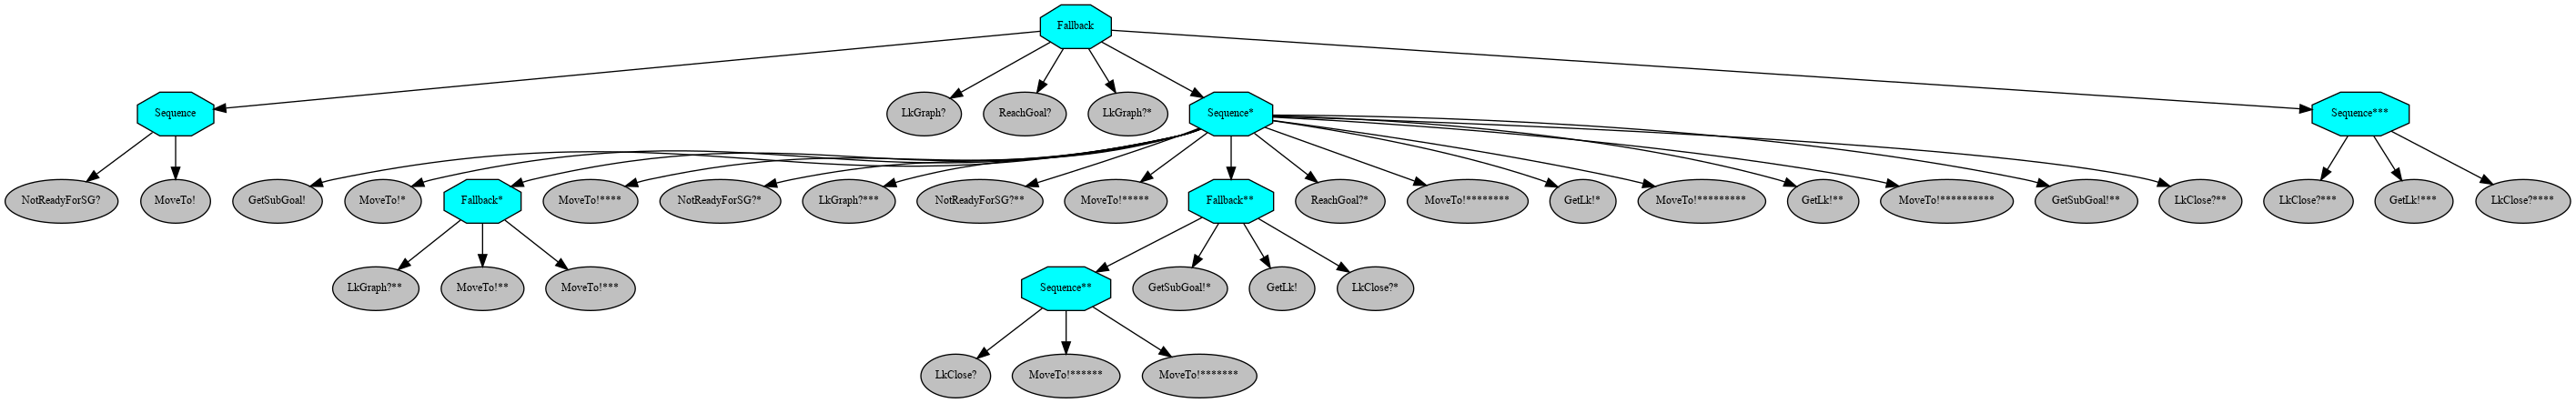 Fallback
Sequence
LkGraph?
ReachGoal?
LkGraph?*
Sequence*
Sequence***
NotReadyForSG?
MoveTo!
GetSubGoal!
MoveTo!*
Fallback*
MoveTo!****
NotReadyForSG?*
LkGraph?***
NotReadyForSG?**
MoveTo!*****
Fallback**
ReachGoal?*
MoveTo!********
GetLk!*
MoveTo!*********
GetLk!**
MoveTo!**********
GetSubGoal!**
LkClose?**
LkClose?***
GetLk!***
LkClose?****
LkGraph?**
MoveTo!**
MoveTo!***
Sequence**
GetSubGoal!*
GetLk!
LkClose?*
LkClose?
MoveTo!******
MoveTo!*******